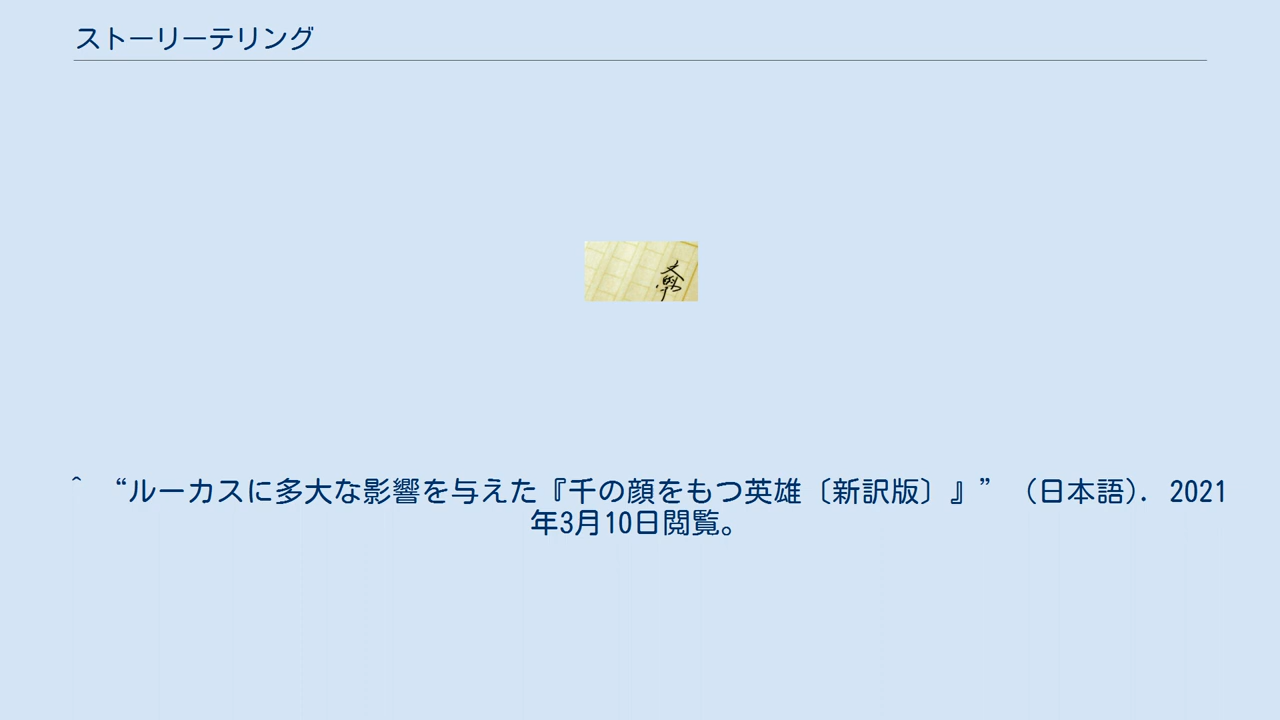 ストーリーテリング
^ “ルーカスに多大な影響を与えた『千の顔をもつ英雄〔新訳版〕』” (日本語). 2021
年3月10日閲覧。